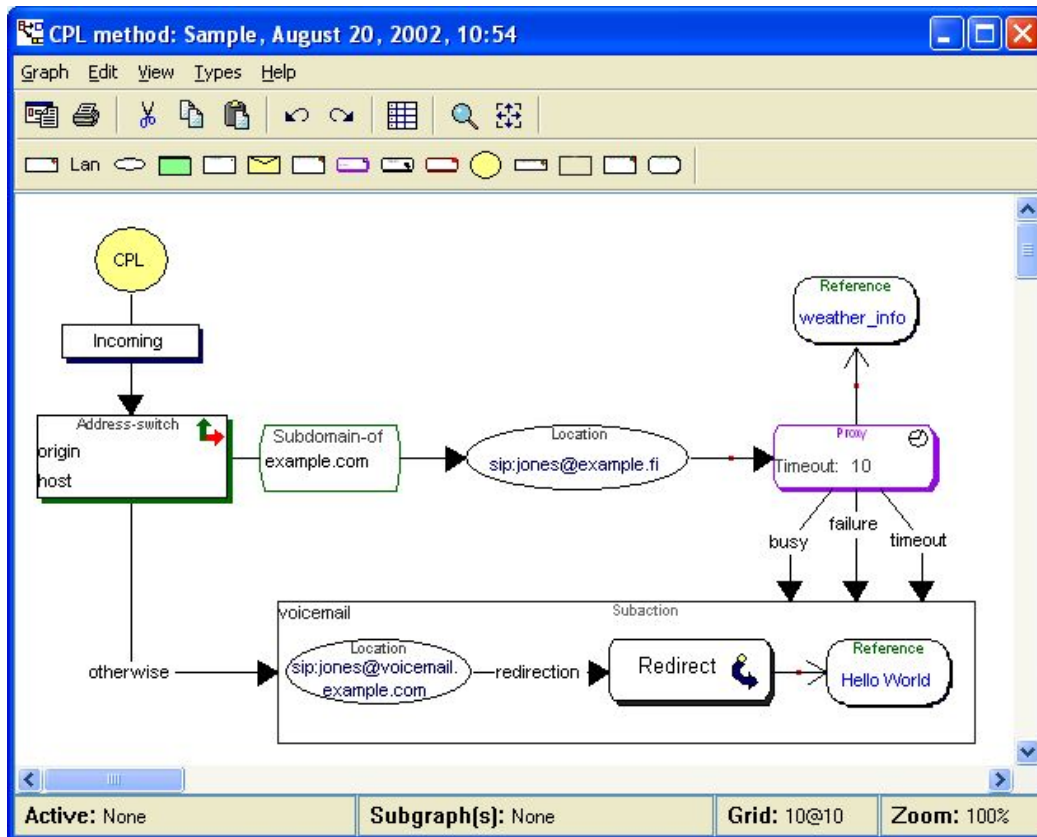 CPL method: Sample, August 20, 2002, 10:54
Graph Edit View Types Help
Lan
CPL
Incoming
Address-switch
origin
host
Subdomain-of
example.com
Location
sip:jones@example.fi
Reference
weather_info
Proxy
Timeout: 10
busy
failure
timeout
otherwise
voicemail
Subaction
Location
sip:jones@voicemail.
example.com
redirection
Redirect
Reference
Hello World
Active: None
Subgraph(s): None
Grid: 10@10
Zoom: 100%